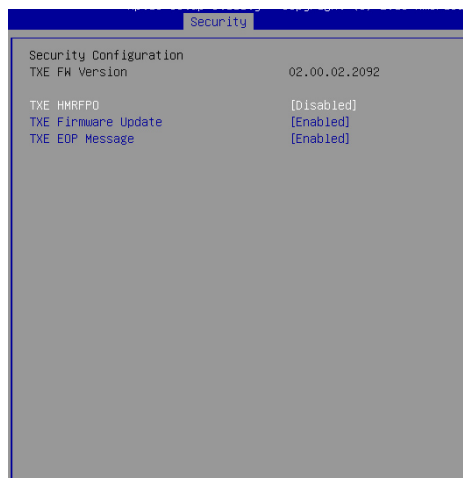 Security
Security Configuration
TXE FW Version 02.00.02.2092
TXE HMRFPO [Disabled]
TXE Firmware Update [Enabled]
TXE EOP Message [Enabled]